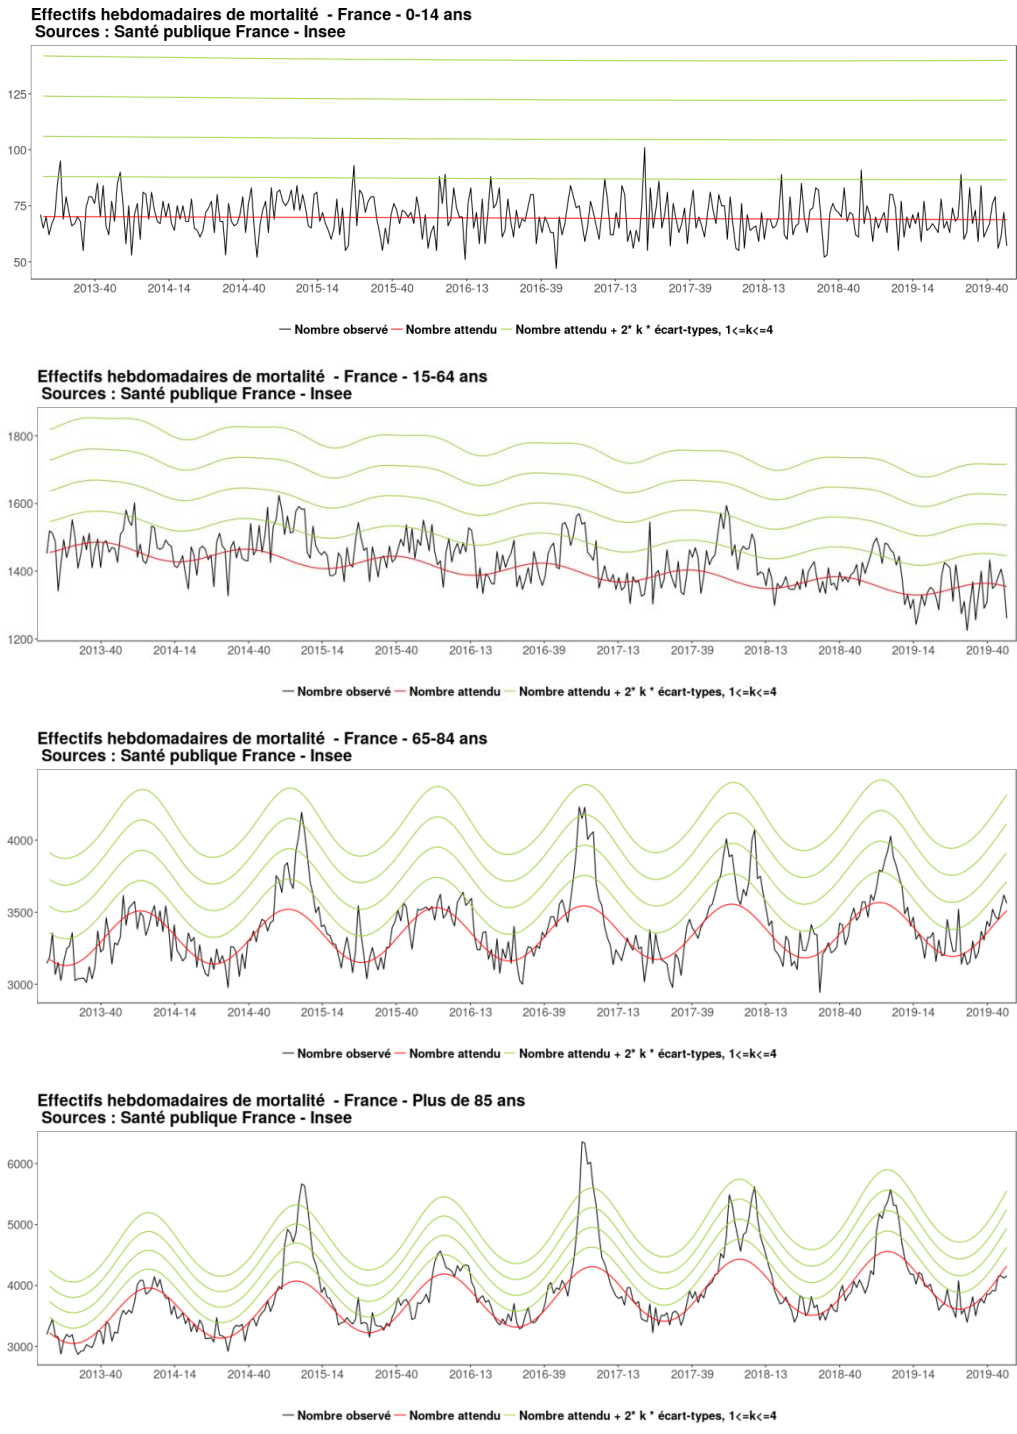 Effectifs hebdomadaires de mortalité - France - 0-14 ans
Sources : Santé publique France - Insee
125
100
75
50
2013-40 2014-14 2014-40 2015-14 2015-40 2016-13 2016-39 2017-13 2017-39 2018-13 2018-40 2019-14 2019-40
Nombre observé Nombre attendu Nombre attendu + 2* k * écart-types, 1<=k<=4
Effectifs hebdomadaires de mortalité - France - 15-64 ans
Sources : Santé publique France - Insee
1800
1600
1400
1200
2013-40 2014-14 2014-40 2015-14 2015-40 2016-13 2016-39 2017-13 2017-39 2018-13 2018-40 2019-14 2019-40
Nombre observé Nombre attendu Nombre attendu + 2* k * écart-types, 1<=k<=4
Effectifs hebdomadaires de mortalité - France - 65-84 ans
Sources : Santé publique France - Insee
4000
3500
3000
2013-40 2014-14 2014-40 2015-14 2015-40 2016-13 2016-39 2017-13 2017-39 2018-13 2018-40 2019-14 2019-40
Nombre observé Nombre attendu Nombre attendu + 2* k * écart-types, 1<=k<=4
Effectifs hebdomadaires de mortalité - France - Plus de 85 ans
Sources : Santé publique France - Insee
6000
5000
4000
3000
2013-40 2014-14 2014-40 2015-14 2015-40 2016-13 2016-39 2017-13 2017-39 2018-13 2018-40 2019-14 2019-40
Nombre observé Nombre attendu Nombre attendu + 2* k * écart-types, 1<=k<=4